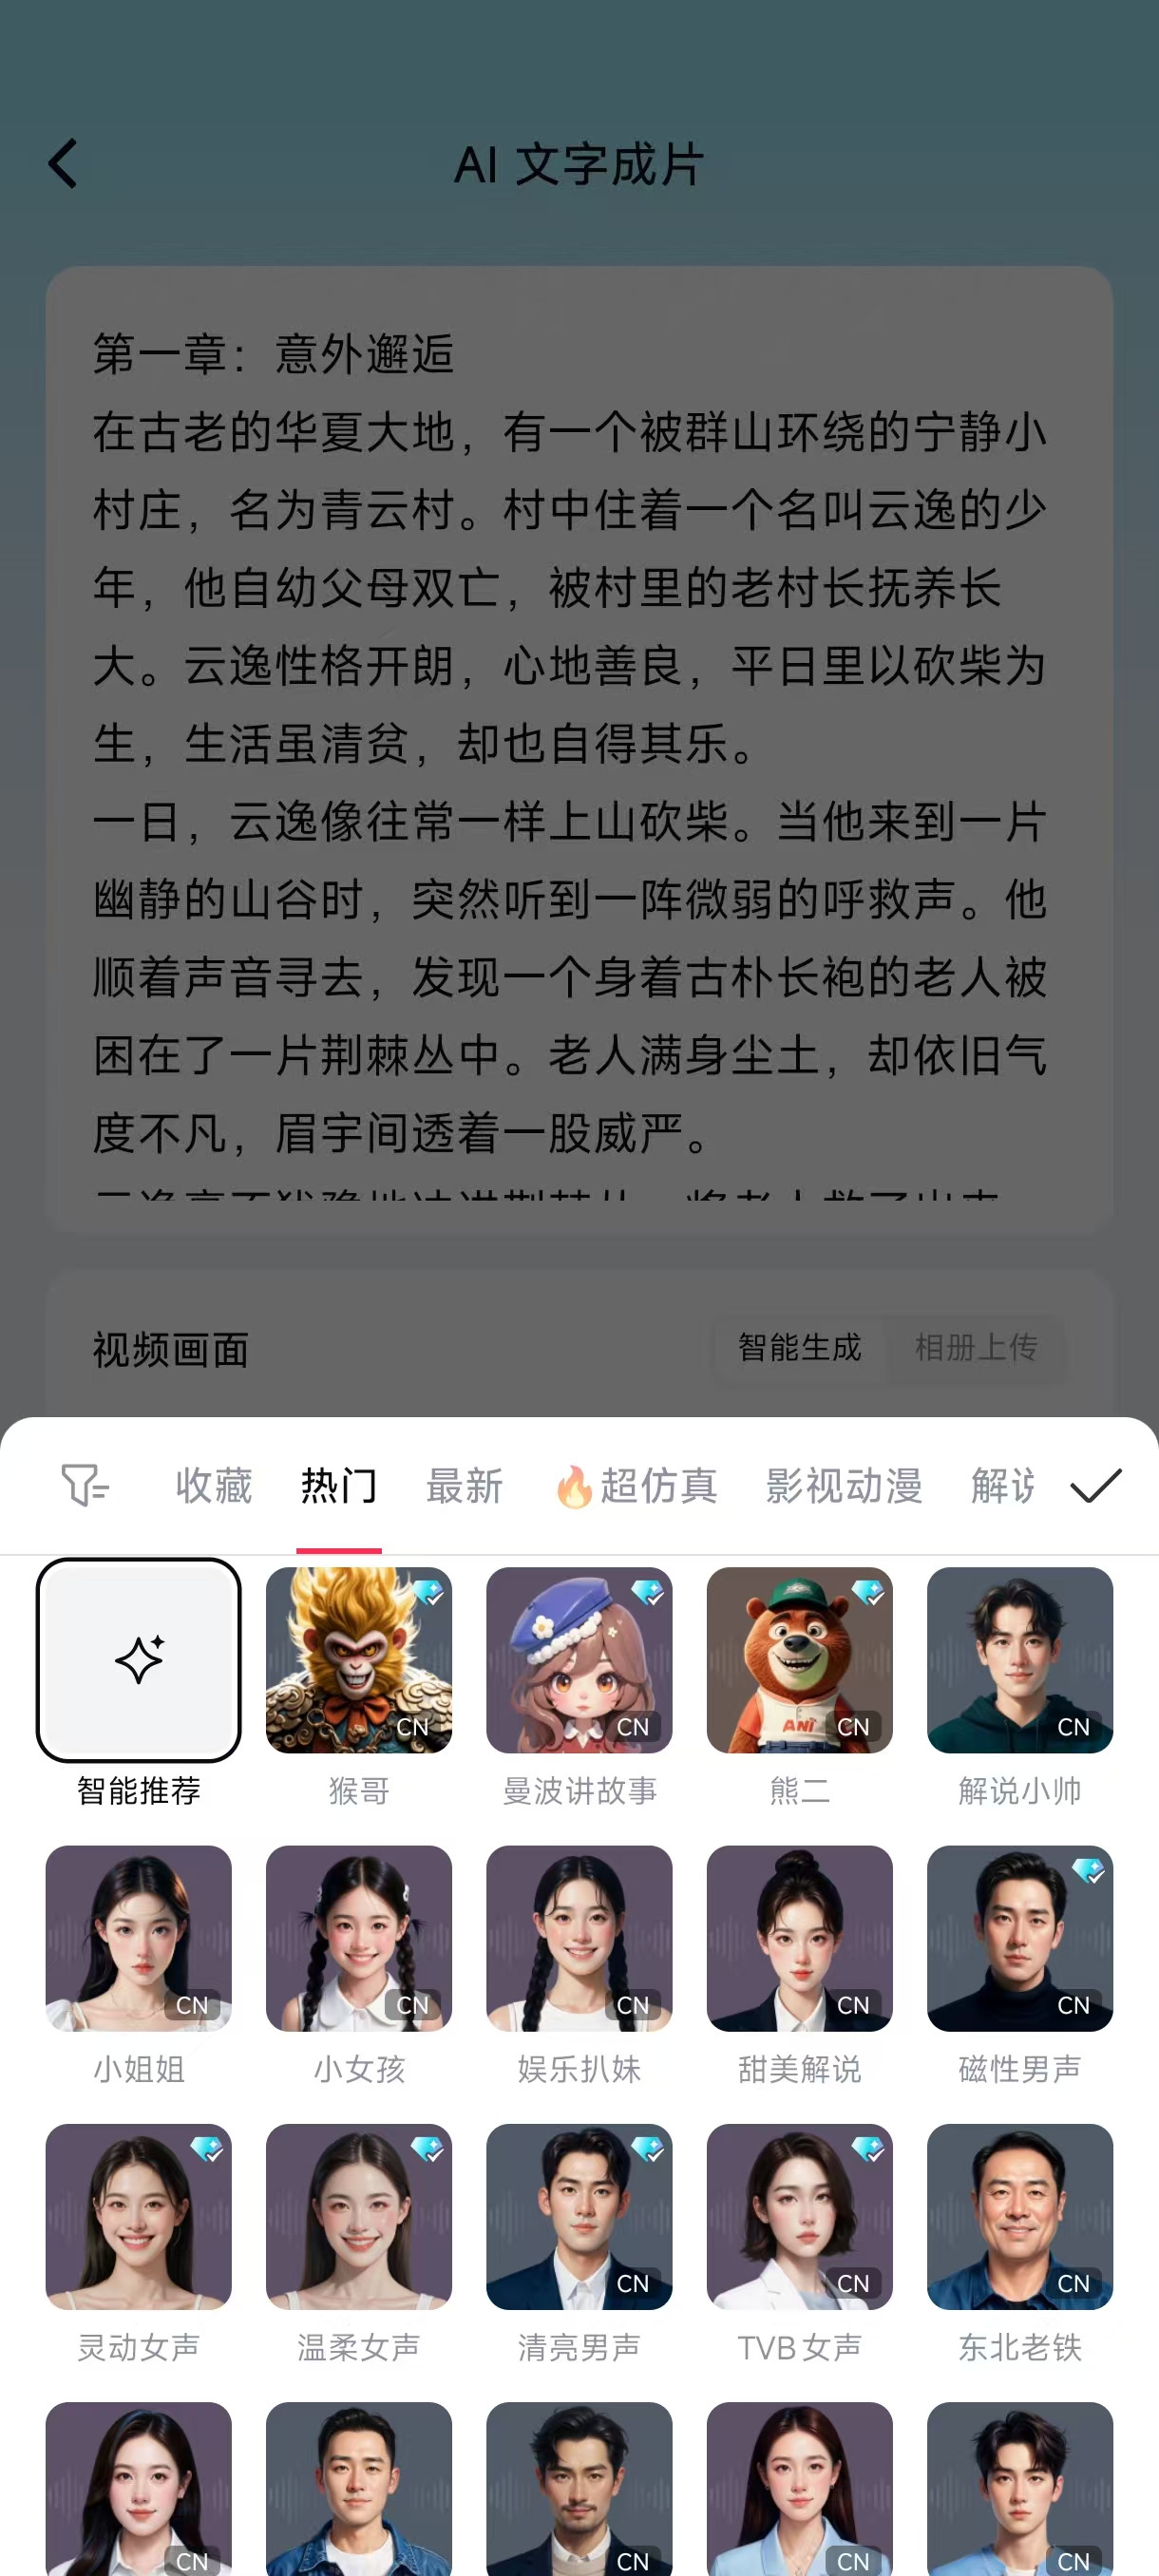 AI 文字成片
第一章：意外邂逅
在古老的华夏大地，有一个被群山环绕的宁静小
村庄，名为青云村。村中住着一个名叫云逸的少
年，他自幼父母双亡，被村里的老村长抚养长
大。云逸性格开朗，心地善良，平日里以砍柴为
生，生活虽清贫，却也自得其乐。
一日，云逸像往常一样上山砍柴。当他来到一片
幽静的山谷时，突然听到一阵微弱的呼救声。他
顺着声音寻去，发现一个身着古朴长袍的老人被
困在了一片荆棘丛中。老人满身尘土，却依旧气
度不凡，眉宇间透着一股威严。
视频画面 智能生成 相册上传
收藏 热门 最新 🔥超仿真 影视动漫 解说
CN CN ANI CN CN
智能推荐 猴哥 曼波讲故事 熊二 解说小帅
CN CN CN CN CN
小姐姐 小女孩 娱乐扒妹 甜美解说 磁性男声
CN CN CN
灵动女声 温柔女声 清亮男声 TVB女声 东北老铁
CN CN CN CN